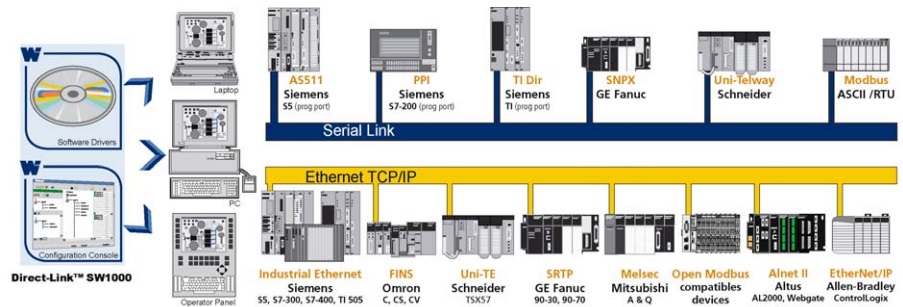 W
Software Drivers
W
Configuration Console
Direct-Link™ SW1000
Laptop
PC
Operator Panel
AS511
Siemens
S5 (prog port)
PPI
Siemens
S7-200 (prog port)
TI Dir
Siemens
TI (prog port)
SNPX
GE Fanuc
Uni-Telway
Schneider
Modbus
ASCII /RTU
Serial Link
Ethernet TCP/IP
Industrial Ethernet
Siemens
S5, S7-300, S7-400, TI 505
FINS
Omron
C, CS, CV
Uni-TE
Schneider
TSX57
SRTP
GE Fanuc
90-30, 90-70
Melsec
Mitsubishi
A & Q
Open Modbus
compatibles
devices
Alnet II
Altus
AL2000, Webgate
EtherNet/IP
Allen-Bradley
ControlLogix